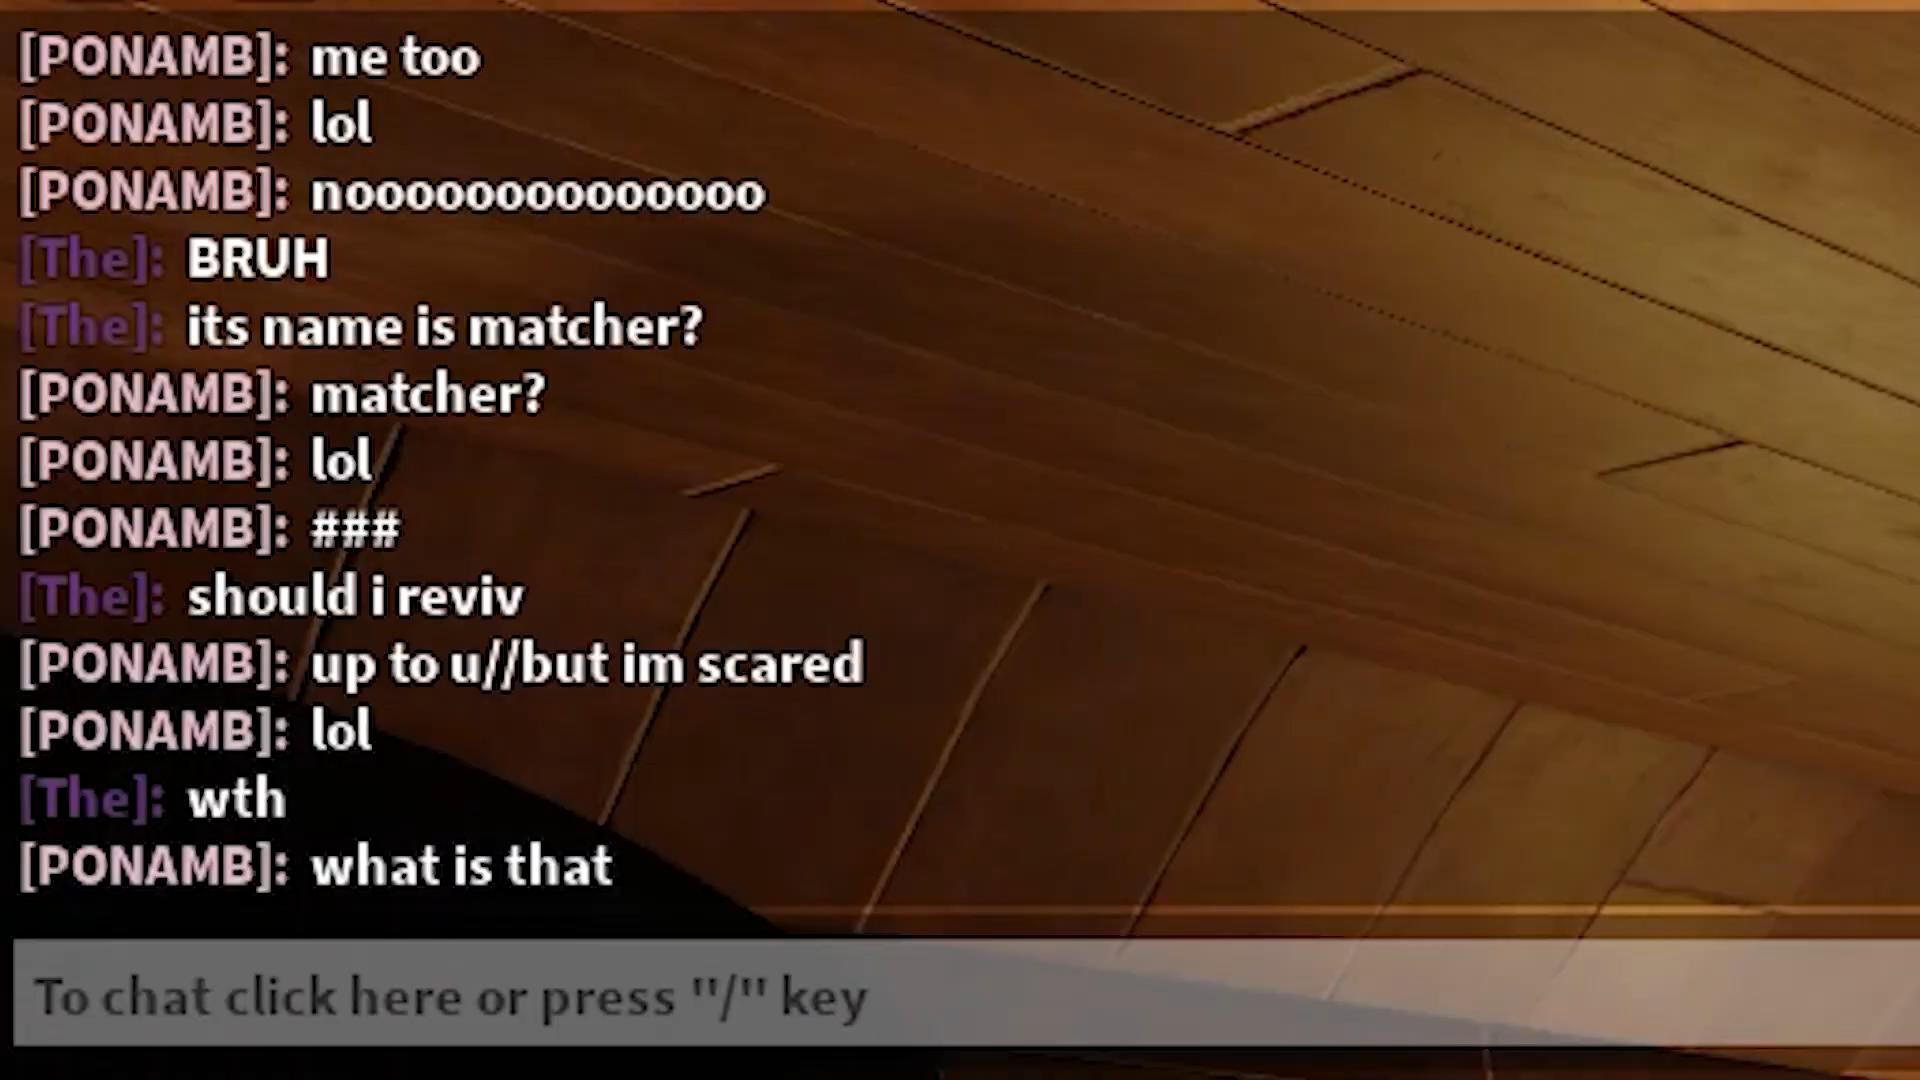 [PONAMB]: me too
[PONAMB]: lol
[PONAMB]: noooooooooooooo
[The]: BRUH
[The]: its name is matcher?
[PONAMB]: matcher?
[PONAMB]: lol
[PONAMB]: ###
[The]: should i reviv
[PONAMB]: up to u//but im scared
[PONAMB]: lol
[The]: wth
[PONAMB]: what is that
To chat click here or press "/" key